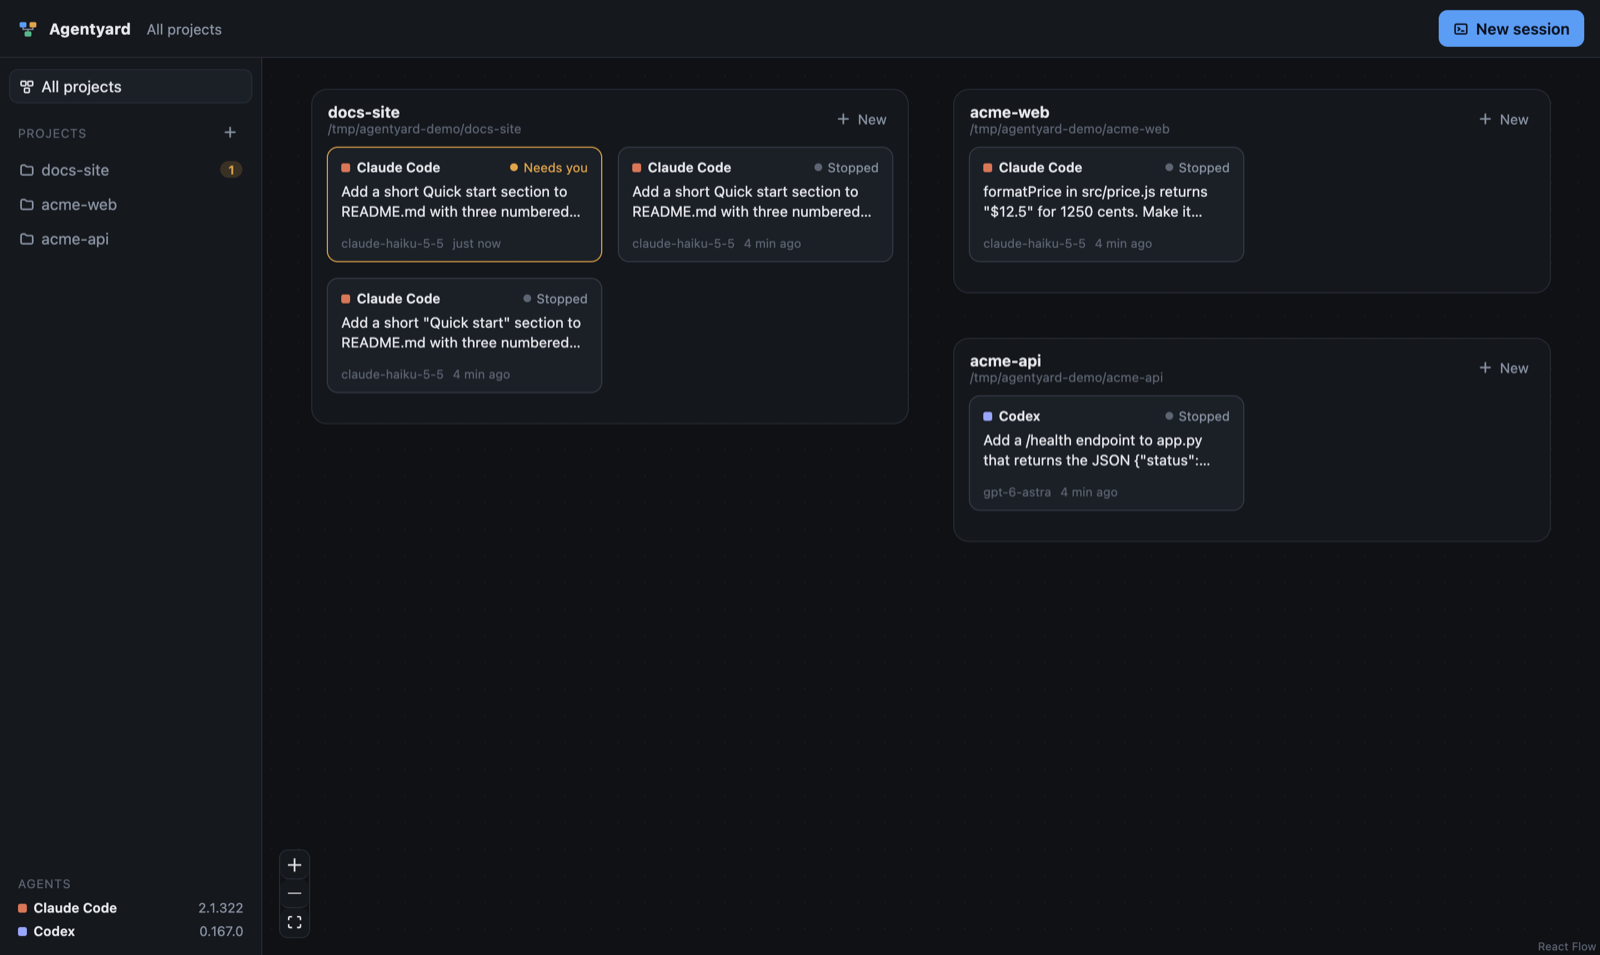 Agentyard All projects
New session
All projects
PROJECTS
docs-site 1
acme-web
acme-api
AGENTS
Claude Code 2.1.322
Codex 0.167.0
docs-site
/tmp/agentyard-demo/docs-site
New
Claude Code Needs you
Add a short Quick start section to
README.md with three numbered...
claude-haiku-5-5 just now
Claude Code Stopped
Add a short Quick start section to
README.md with three numbered...
claude-haiku-5-5 4 min ago
Claude Code Stopped
Add a short "Quick start" section to
README.md with three numbered...
claude-haiku-5-5 4 min ago
acme-web
/tmp/agentyard-demo/acme-web
New
Claude Code Stopped
formatPrice in src/price.js returns
"$12.5" for 1250 cents. Make it...
claude-haiku-5-5 4 min ago
acme-api
/tmp/agentyard-demo/acme-api
New
Codex Stopped
Add a /health endpoint to app.py
that returns the JSON {"status":...
gpt-6-astra 4 min ago
React Flow